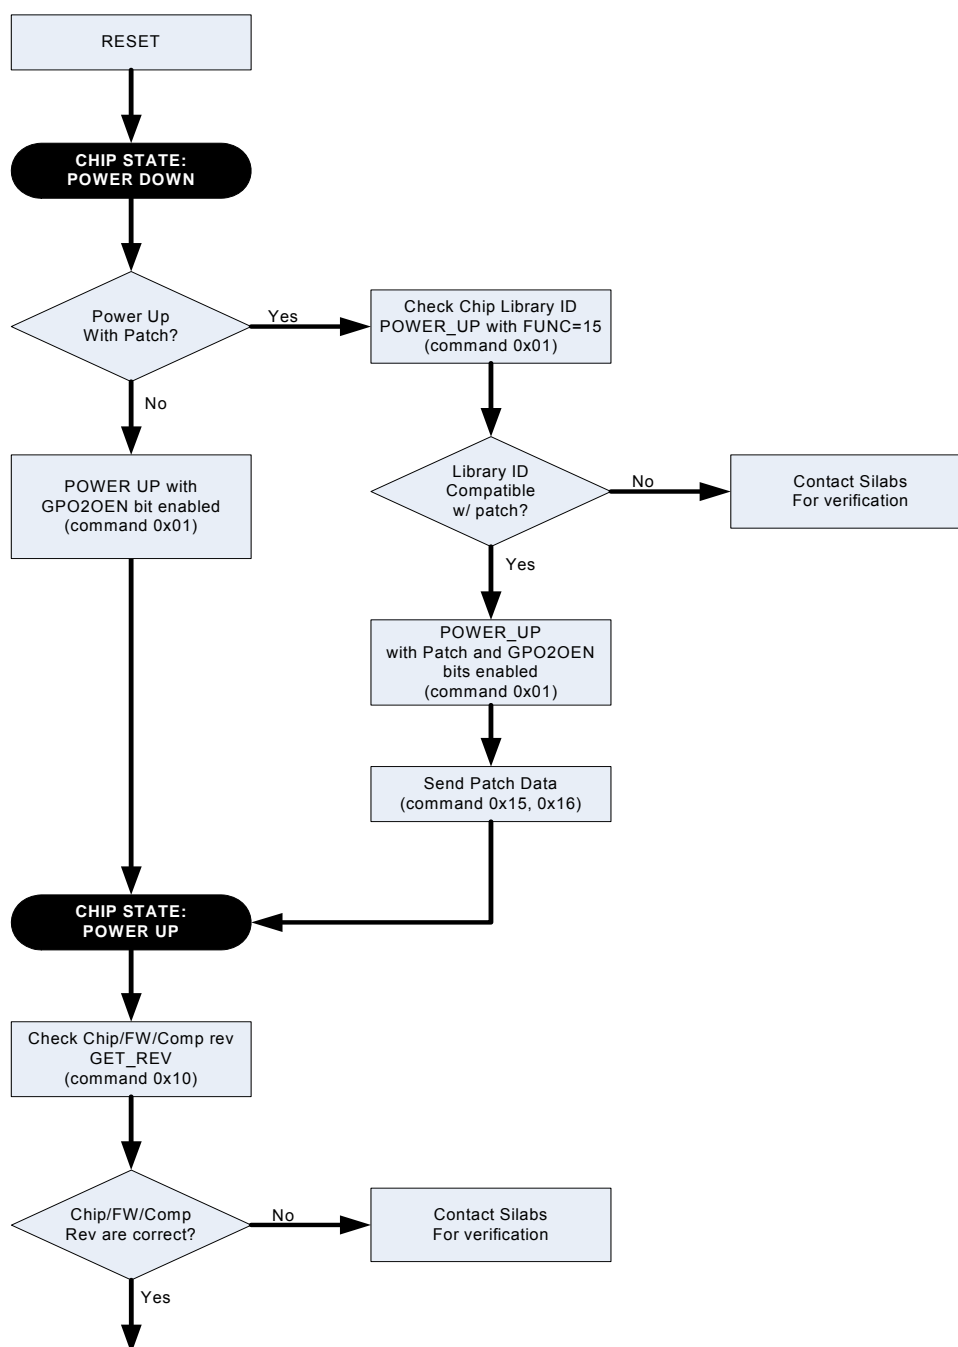 RESET
CHIP STATE:
POWER DOWN
Power Up
With Patch?
Yes
Check Chip Library ID
POWER_UP with FUNC=15
(command 0x01)
No
POWER UP with
GPO2OEN bit enabled
(command 0x01)
Library ID
Compatible
w/ patch?
No
Contact Silabs
For verification
Yes
POWER_UP
with Patch and GPO2OEN
bits enabled
(command 0x01)
Send Patch Data
(command 0x15, 0x16)
CHIP STATE:
POWER UP
Check Chip/FW/Comp rev
GET_REV
(command 0x10)
Chip/FW/Comp
Rev are correct?
No
Contact Silabs
For verification
Yes